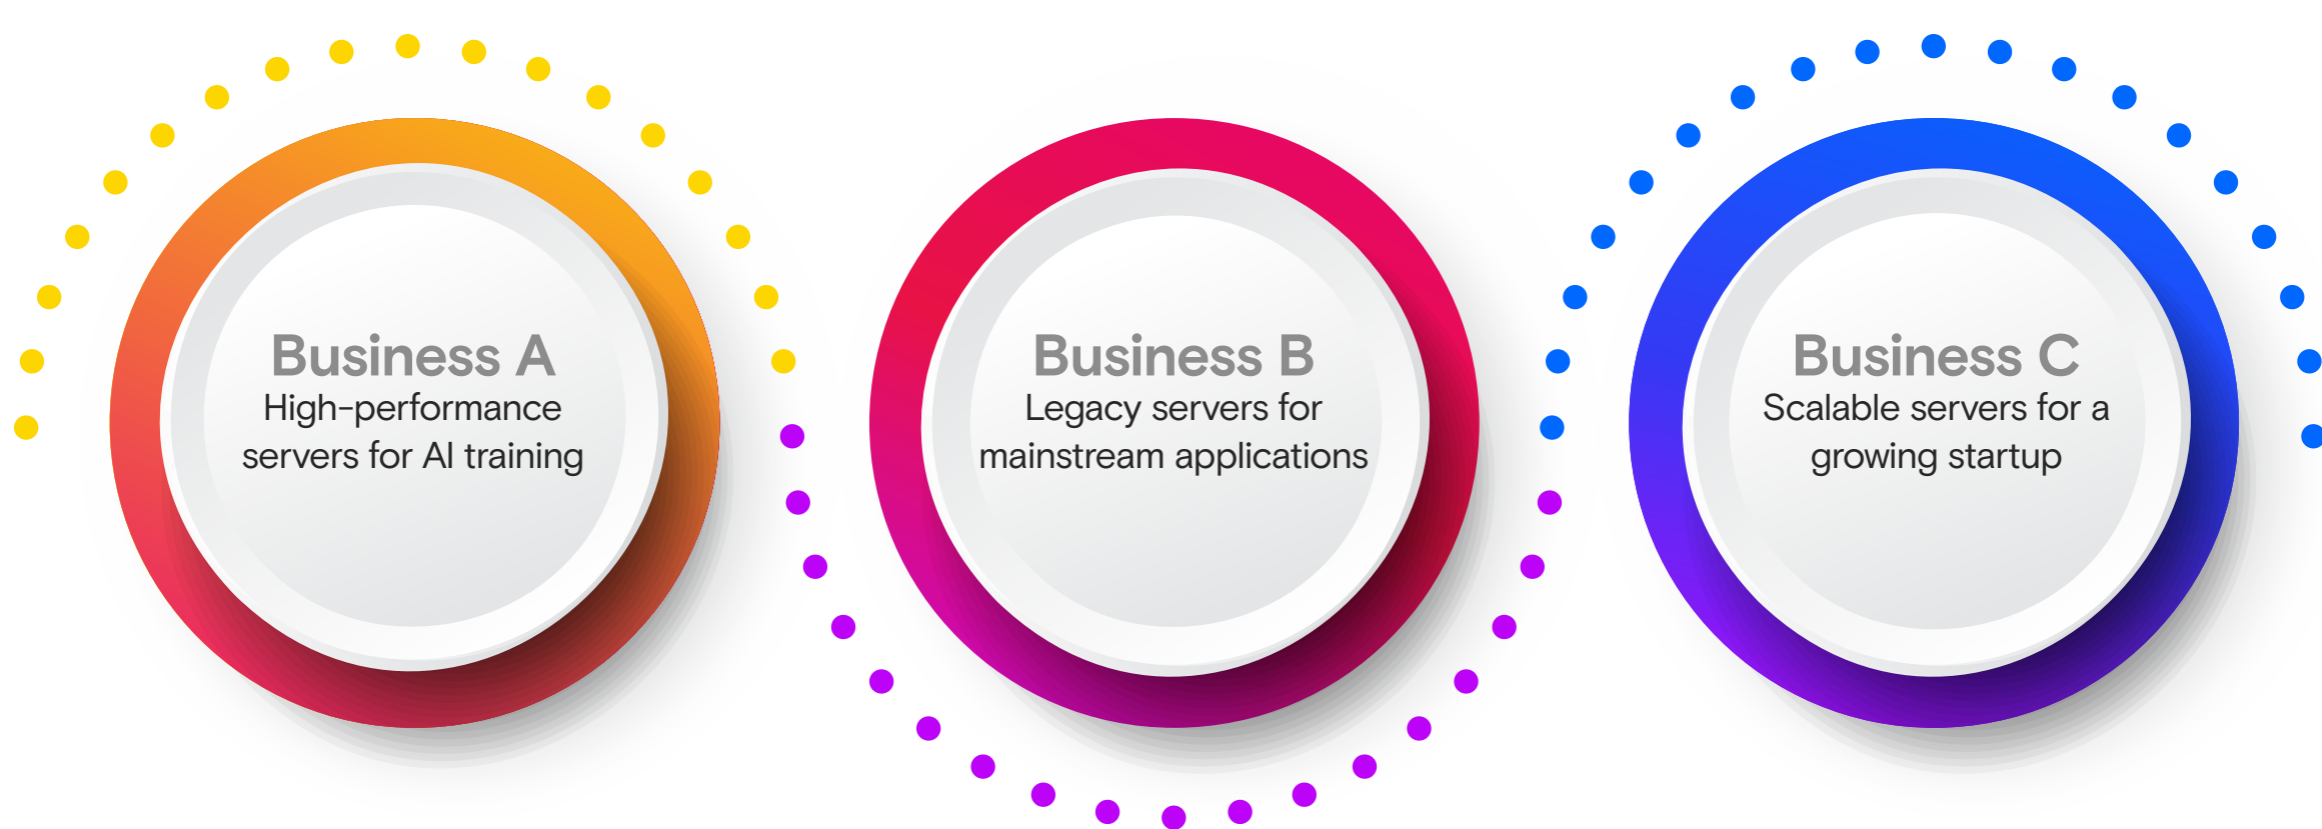 Business A
High-performance
servers for AI training
Business B
Legacy servers for
mainstream applications
Business C
Scalable servers for a
growing startup